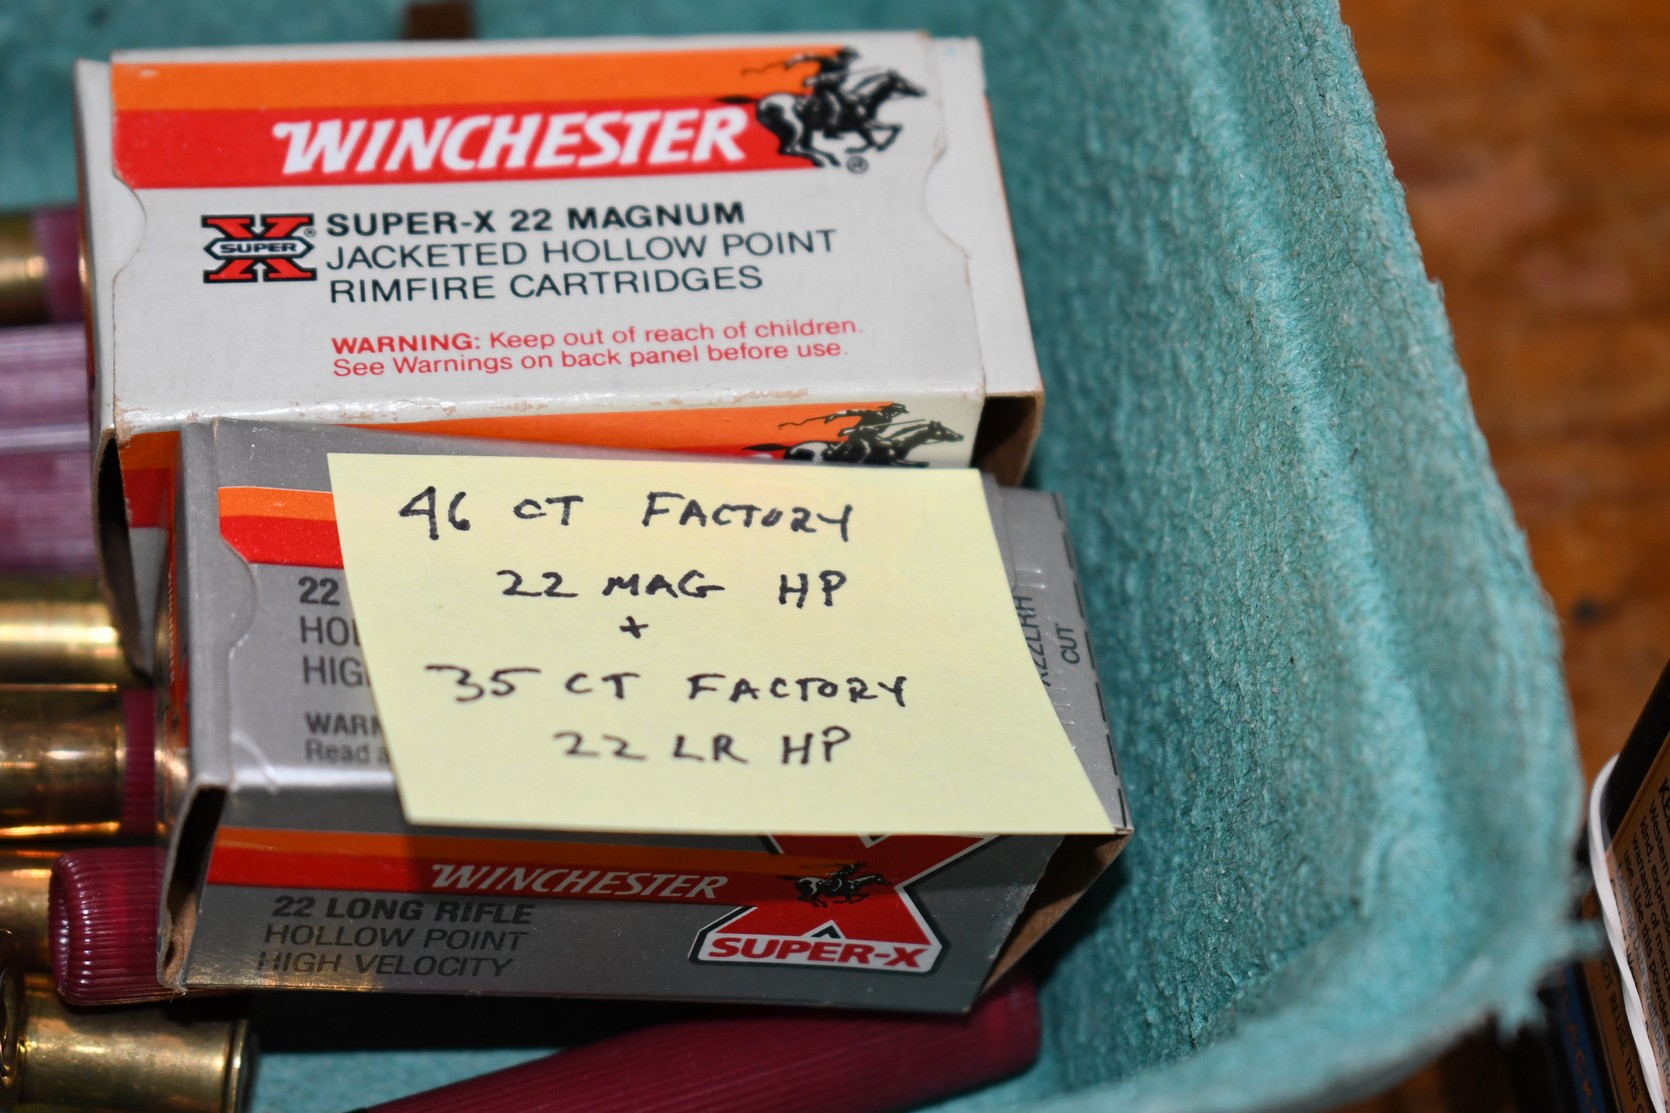 WINCHESTER
®
X SUPER ®
SUPER-X 22 MAGNUM
JACKETED HOLLOW POINT
RIMFIRE CARTRIDGES
WARNING: Keep out of reach of children.
See Warnings on back panel before use.
46 CT FACTORY
22 MAG HP
+
35 CT FACTORY
22 LR HP
22
HIG
WARN
Read a
CUT
WINCHESTER
22 LONG RIFLE
HOLLOW POINT
HIGH VELOCITY
X
SUPER-X